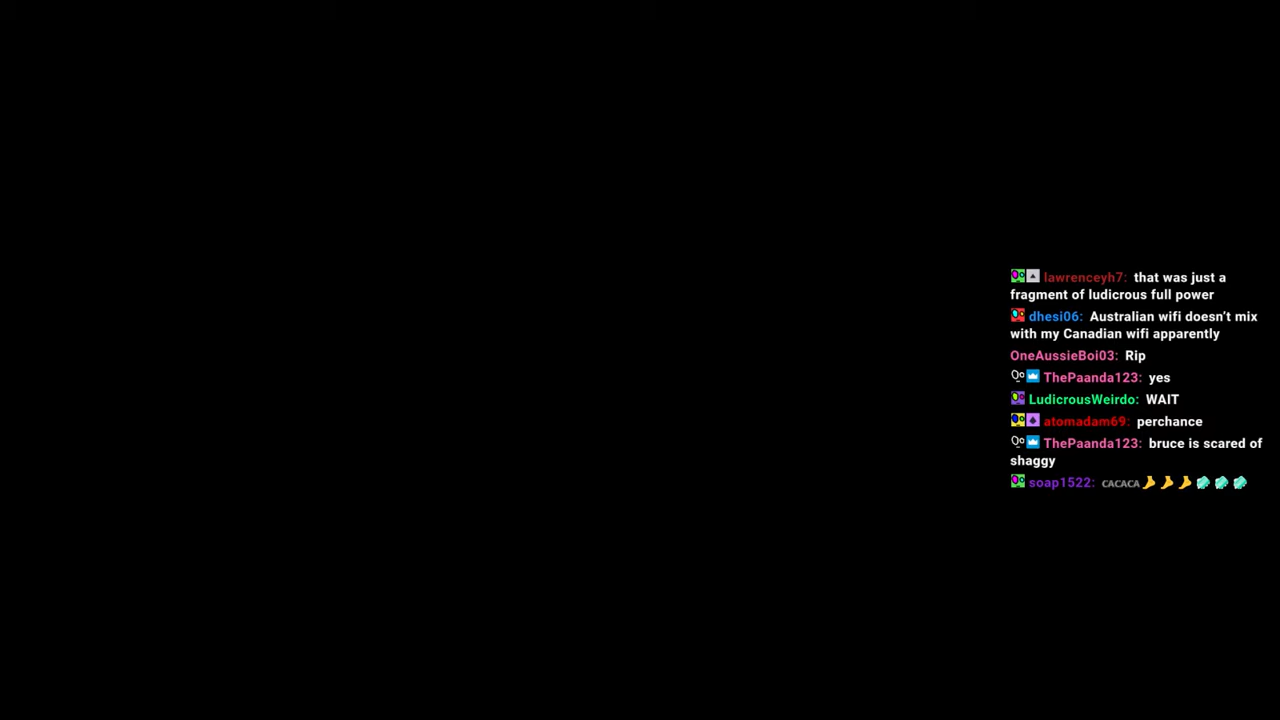 lawrenceyh7: that was just a
fragment of ludicrous full power
dhesi06: Australian wifi doesn’t mix
with my Canadian wifi apparently
OneAussieBoi03: Rip
ThePaanda123: yes
LudicrousWeirdo: WAIT
atomadam69: perchance
ThePaanda123: bruce is scared of
shaggy
soap1522: CACACA🦶🦶🦶🧊🧊🧊